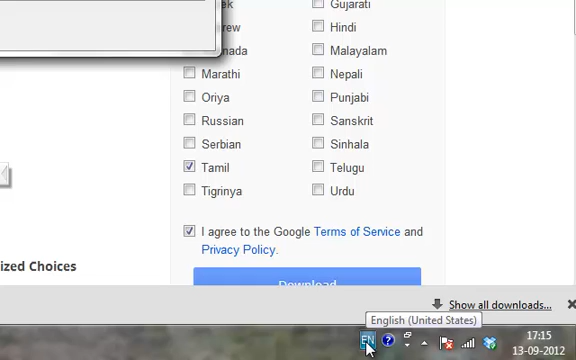 Gujarati
Hindi
Malayalam
Marathi
Nepali
Oriya
Punjabi
Russian
Sanskrit
Serbian
Sinhala
Tamil
Telugu
Tigrinya
Urdu
I agree to the Google Terms of Service and
Privacy Policy.
ized Choices
Download
Show all downloads...
English (United States)
EN
17:15
13-09-2012